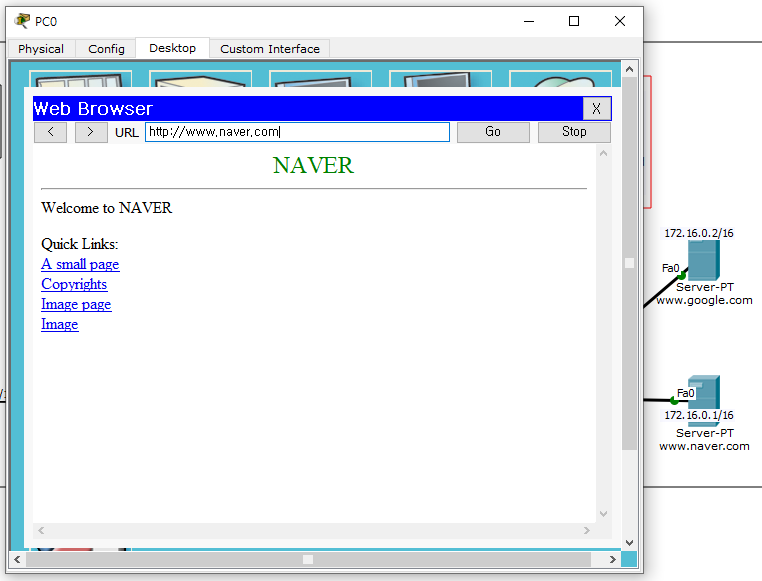 PC0
Physical Config Desktop Custom Interface
Web Browser X
< > URL http://www.naver.com Go Stop
NAVER
Welcome to NAVER
Quick Links:
A small page
Copyrights
Image page
Image
172.16.0.2/16
Fa0
Server-PT
www.google.com
Fa0
172.16.0.1/16
Server-PT
www.naver.com